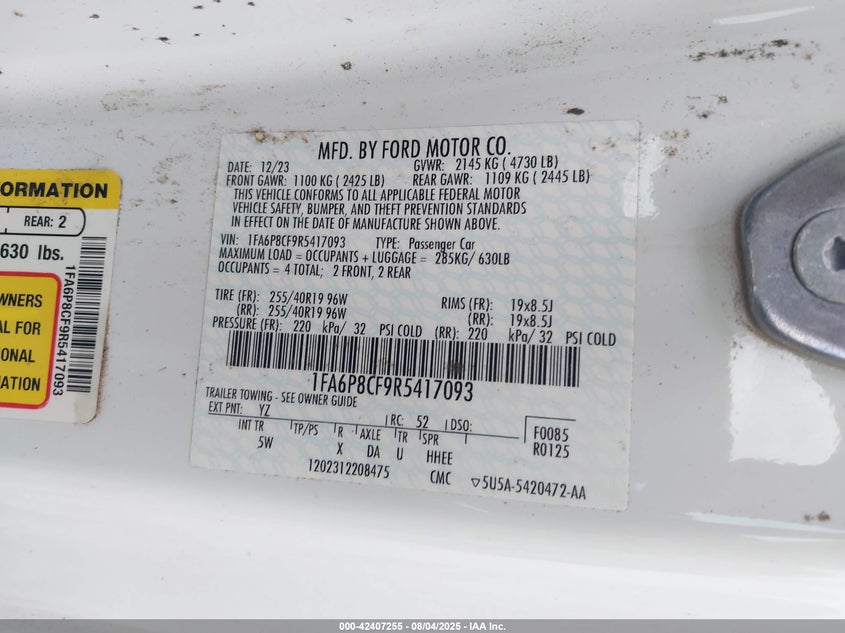 ORMATION
REAR: 2
630 lbs.
WNERS
AL FOR
IONAL
ATION
1FA6P8CF9R5417093
MFD. BY FORD MOTOR CO.
DATE: 12/23 GVWR: 2145 KG ( 4730 LB)
FRONT GAWR: 1100 KG ( 2425 LB) REAR GAWR: 1109 KG ( 2445 LB)
THIS VEHICLE CONFORMS TO ALL APPLICABLE FEDERAL MOTOR
VEHICLE SAFETY, BUMPER, AND THEFT PREVENTION STANDARDS
IN EFFECT ON THE DATE OF MANUFACTURE SHOWN ABOVE.
VIN: 1FA6P8CF9R5417093 TYPE: Passenger Car
MAXIMUM LOAD = OCCUPANTS + LUGGAGE = 285KG/ 630LB
OCCUPANTS = 4 TOTAL; 2 FRONT, 2 REAR
TIRE (FR): 255/40R19 96W RIMS (FR): 19x8.5J
(RR): 255/40R19 96W (RR): 19x8.5J
PRESSURE (FR): 220 kPa/ 32 PSI COLD (RR): 220 kPa/ 32 PSI COLD
1FA6P8CF9R5417093
TRAILER TOWING - SEE OWNER GUIDE
EXT PNT: YZ RC: 52 DSO: F0085
INT TR TP/PS R AXLE TR SPR R0125
5W X DA U HHEE
1202312208475 CMC ▽5U5A-5420472-AA
000-42407255 - 08/04/2025 - IAA Inc.